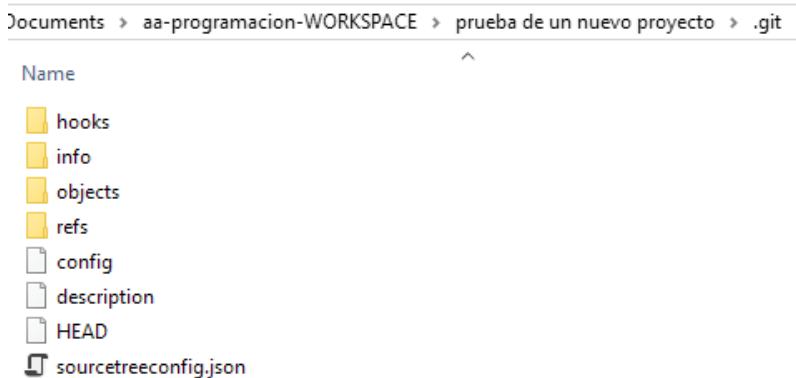 Documents > aa-programacion-WORKSPACE > prueba de un nuevo proyecto > .git
Name
hooks
info
objects
refs
config
description
HEAD
sourcetreeconfig.json